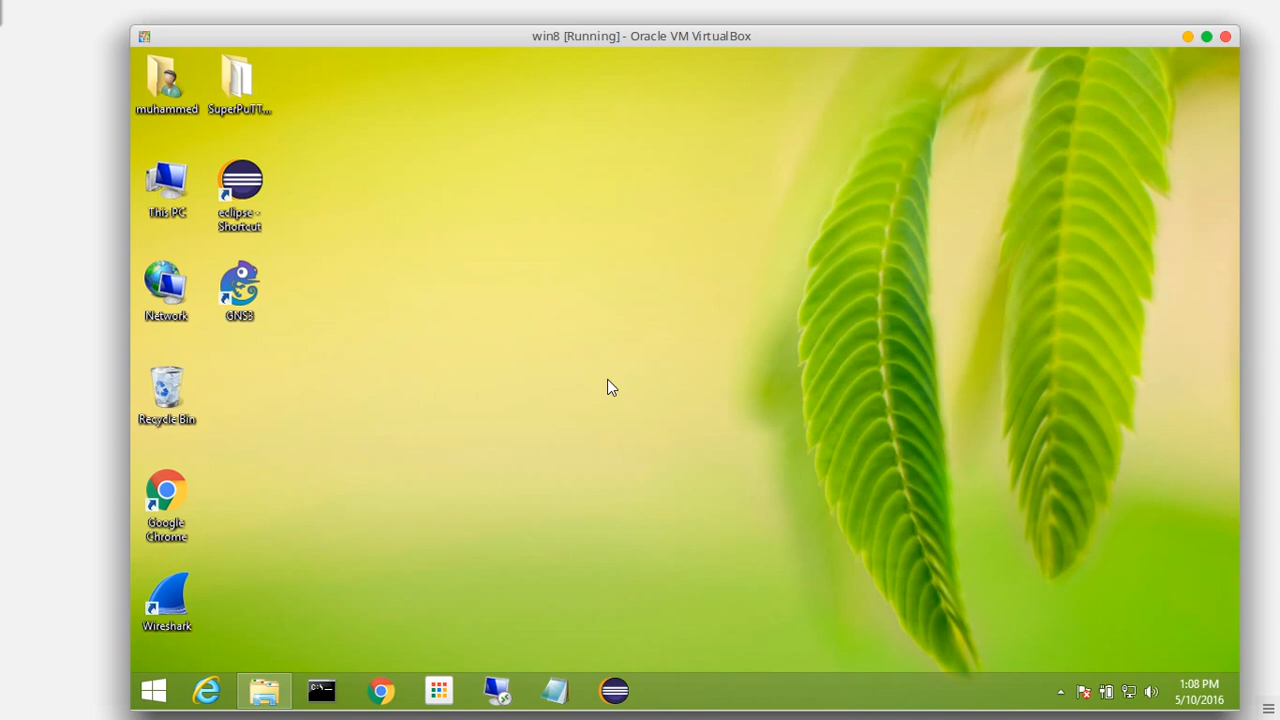 win8 [Running] - Oracle VM VirtualBox
muhammed
SuperPuTT...
This PC
eclipse -
Shortcut
Network
GNS3
Recycle Bin
Google
Chrome
Wireshark
C:\_
1:08 PM
5/10/2016